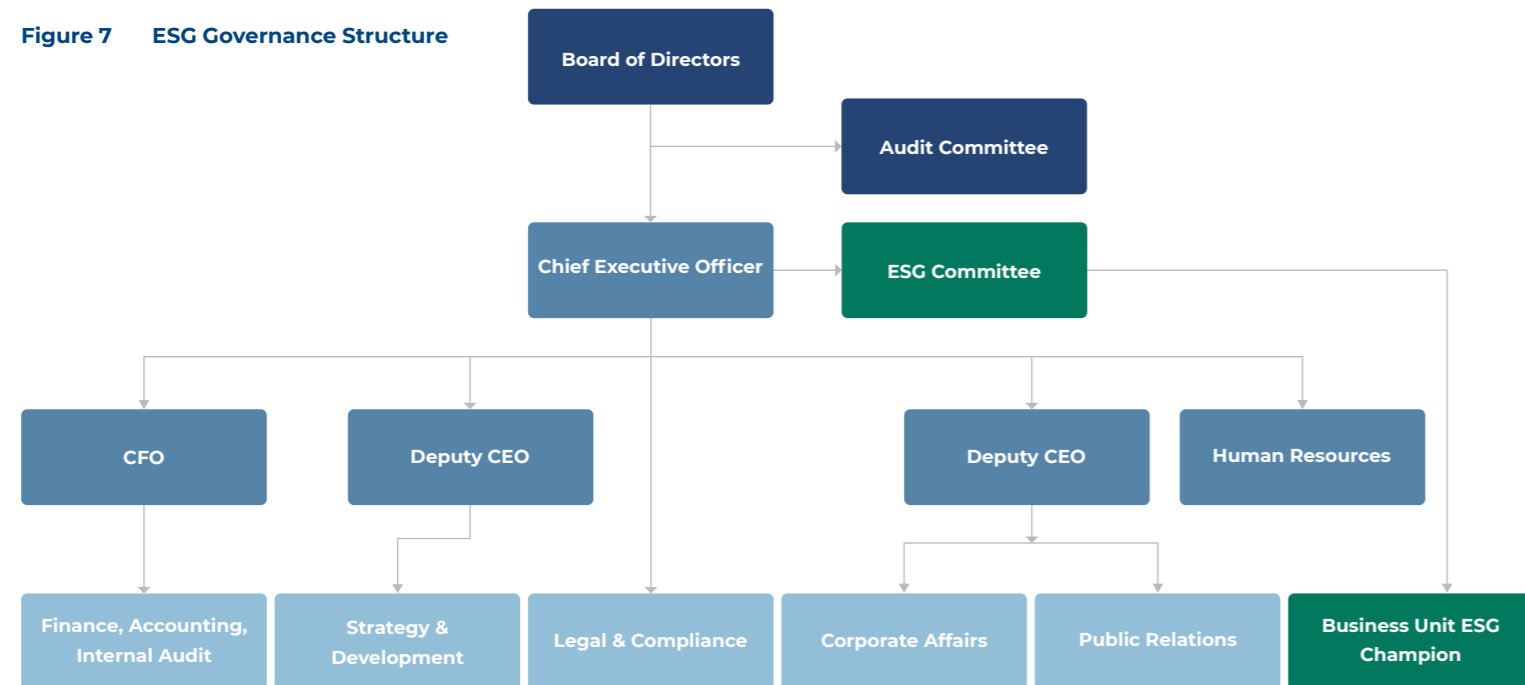 Figure 7 ESG Governance Structure
Board of Directors
Audit Committee
Chief Executive Officer
ESG Committee
CFO
Deputy CEO
Deputy CEO
Human Resources
Finance, Accounting,
Internal Audit
Strategy &
Development
Legal & Compliance
Corporate Affairs
Public Relations
Business Unit ESG
Champion